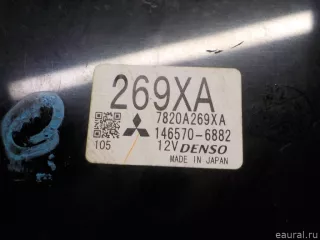 269XA
7820A269XA
146570-6882
105 12V DENSO
MADE IN JAPAN
eaural.ru